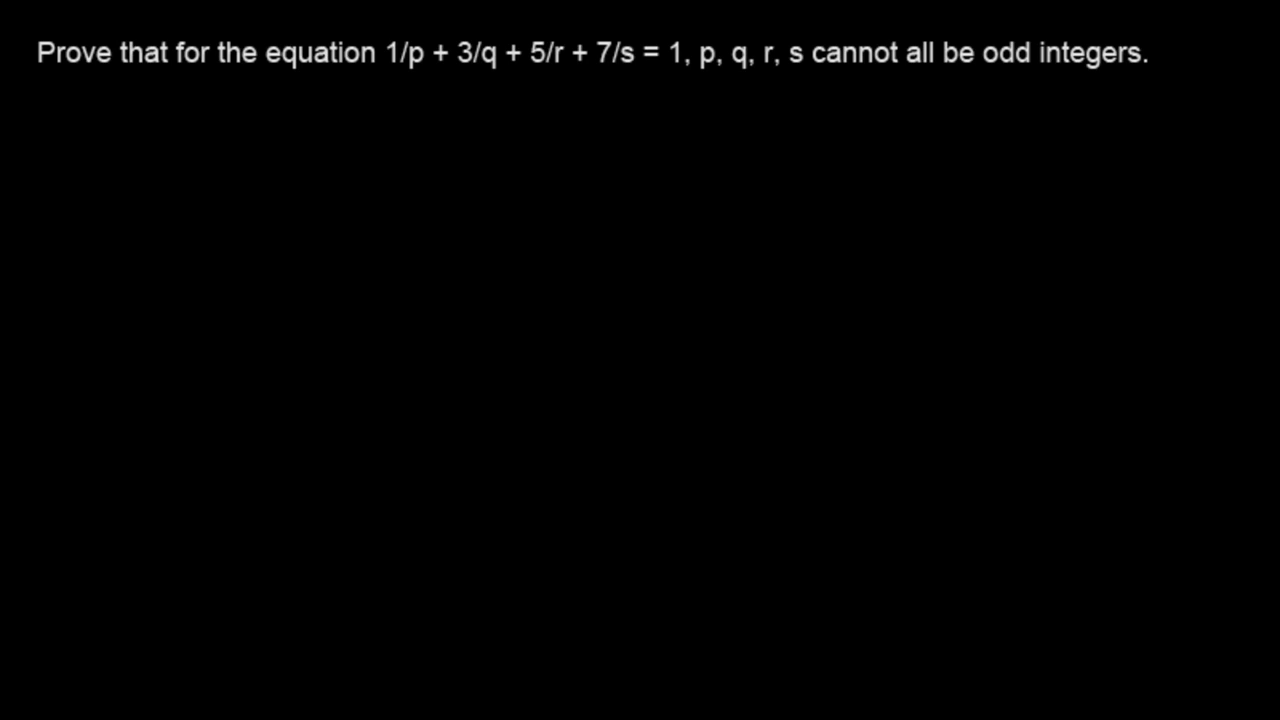 Prove that for the equation 1/p + 3/q + 5/r + 7/s = 1, p, q, r, s cannot all be odd integers.